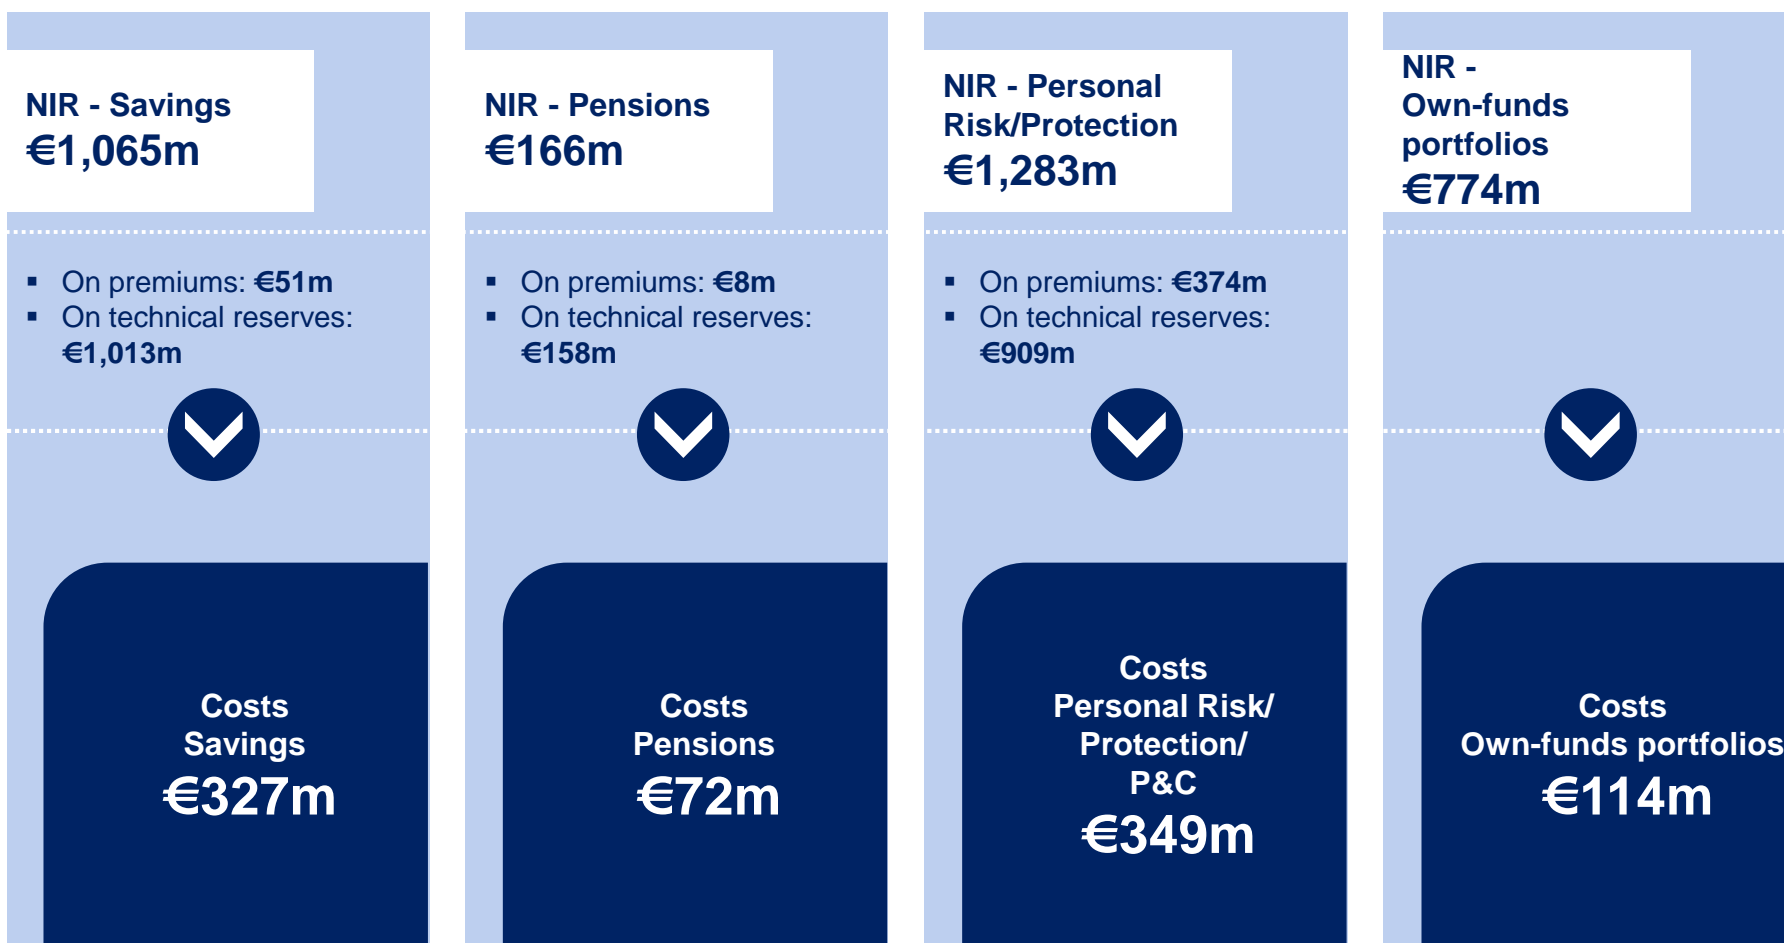 NIR - Savings
€1,065m
▪ On premiums: €51m
▪ On technical reserves:
€1,013m
Costs
Savings
€327m
NIR - Pensions
€166m
▪ On premiums: €8m
▪ On technical reserves:
€158m
Costs
Pensions
€72m
NIR - Personal
Risk/Protection
€1,283m
▪ On premiums: €374m
▪ On technical reserves:
€909m
Costs
Personal Risk/
Protection/
P&C
€349m
NIR -
Own-funds
portfolios
€774m
Costs
Own-funds portfolios
€114m